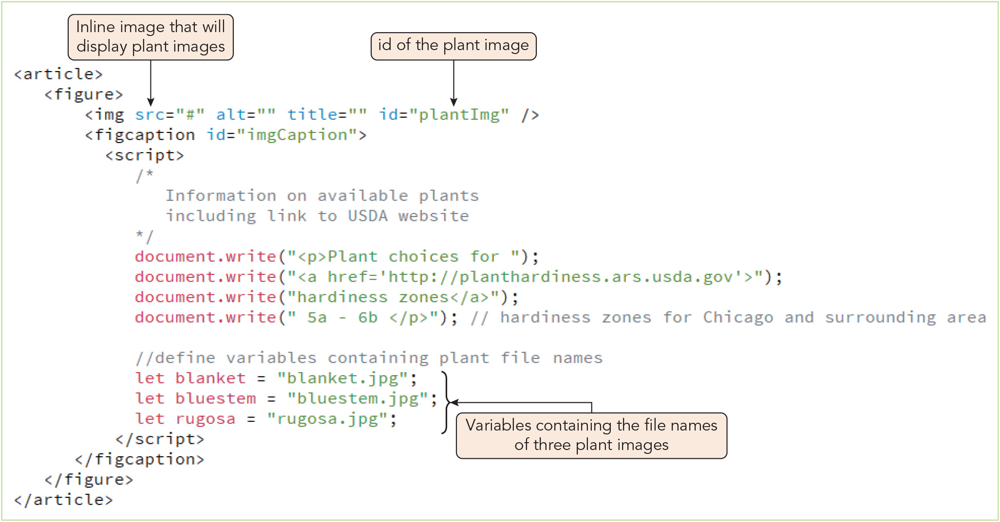 Inline image that will
display plant images
id of the plant image
<article>
<figure>
<img src="#" alt="" title="" id="plantImg" />
<figcaption id="imgCaption">
<script>
/*
Information on available plants
including link to USDA website
*/
document.write("<p>Plant choices for ");
document.write("<a href='http://planthardiness.ars.usda.gov'>");
document.write("hardiness zones</a>");
document.write(" 5a - 6b </p>"); // hardiness zones for Chicago and surrounding area
//define variables containing plant file names
let blanket = "blanket.jpg";
let bluestem = "bluestem.jpg";
let rugosa = "rugosa.jpg";
Variables containing the file names
of three plant images
</script>
</figcaption>
</figure>
</article>